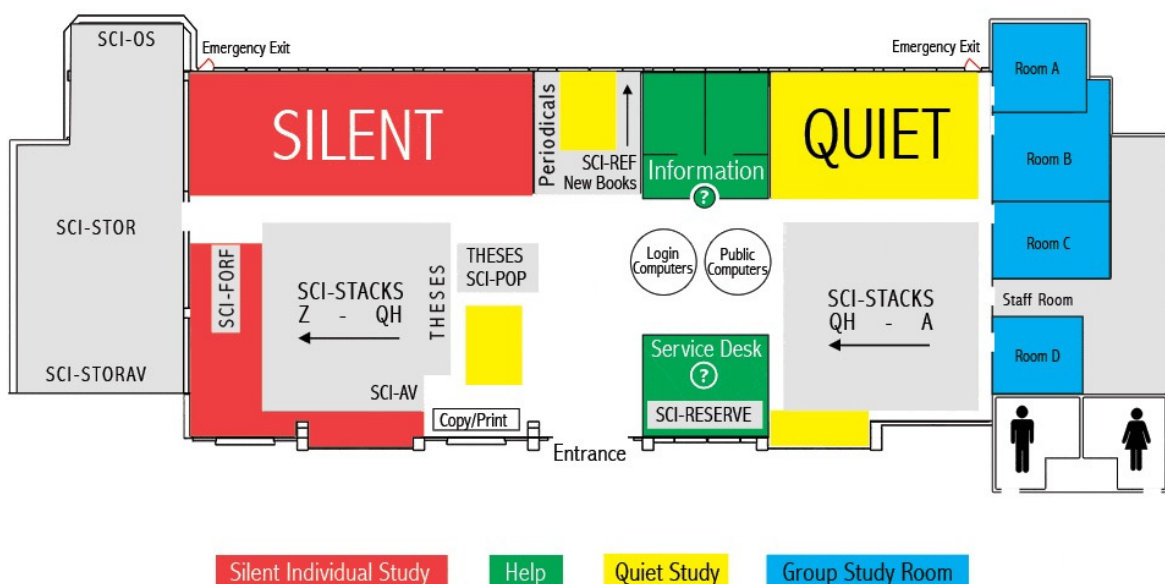 SCI-OS
Emergency Exit
Emergency Exit
Room A
SILENT
Periodicals
SCI-REF
New Books
Information
?
QUIET
Room B
SCI-STOR
SCI-FORF
SCI-STACKS
Z - QH
THESES
THESES
SCI-POP
Login
Computers
Public
Computers
SCI-STACKS
QH - A
Room C
Staff Room
Room D
SCI-STORAV
SCI-AV
Copy/Print
Service Desk
?
SCI-RESERVE
Entrance
Silent Individual Study
Help
Quiet Study
Group Study Room